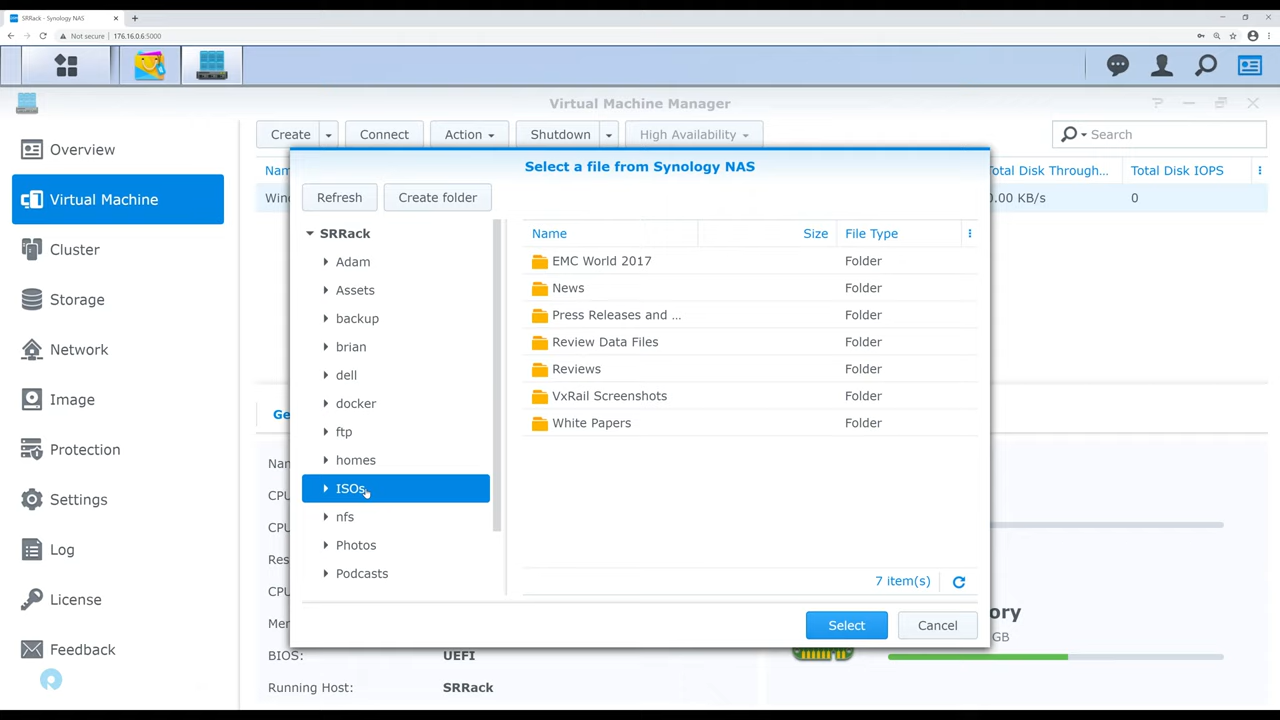 SRRack - Synology NAS
Not secure | 176.16.0.6:5000
Virtual Machine Manager
Overview
Virtual Machine
Cluster
Storage
Network
Image
Protection
Settings
Log
License
Feedback
Create Connect Action Shutdown High Availability Search
Total Disk Through... Total Disk IOPS
0.00 KB/s 0
Select a file from Synology NAS
Refresh Create folder
SRRack
Adam
Assets
backup
brian
dell
docker
ftp
homes
ISOs
nfs
Photos
Podcasts
Name Size File Type
EMC World 2017 Folder
News Folder
Press Releases and ... Folder
Review Data Files Folder
Reviews Folder
VxRail Screenshots Folder
White Papers Folder
7 item(s)
Select Cancel
GB
BIOS: UEFI
Running Host: SRRack